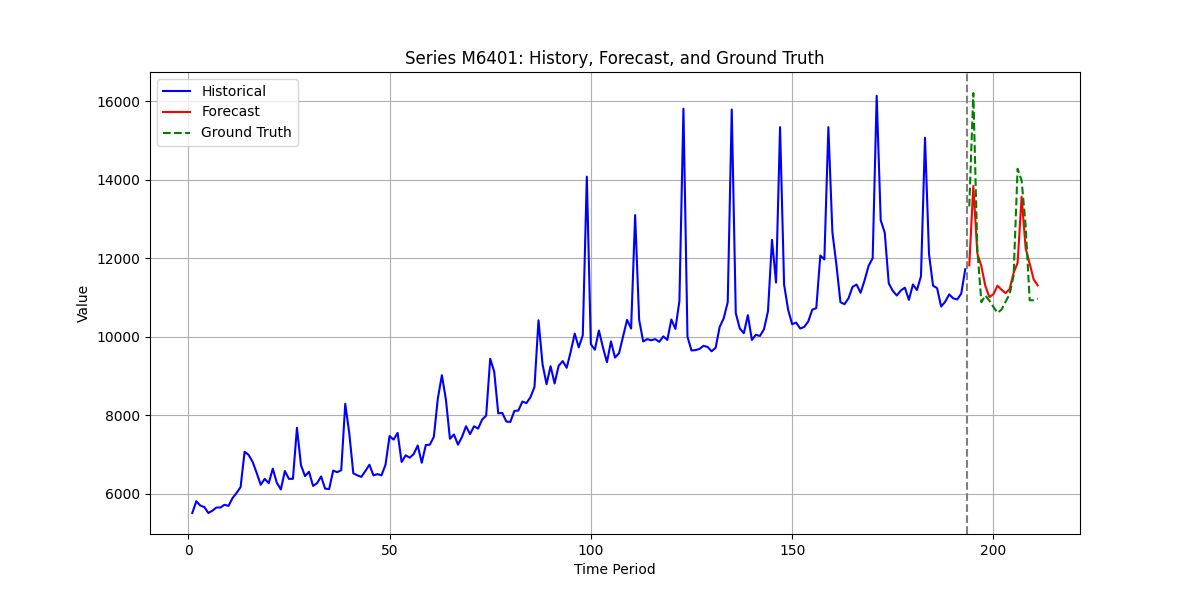 Series M6401: History, Forecast, and Ground Truth
Historical
Forecast
Ground Truth
16000
14000
12000
10000
8000
6000
Value
0
50
100
150
200
Time Period